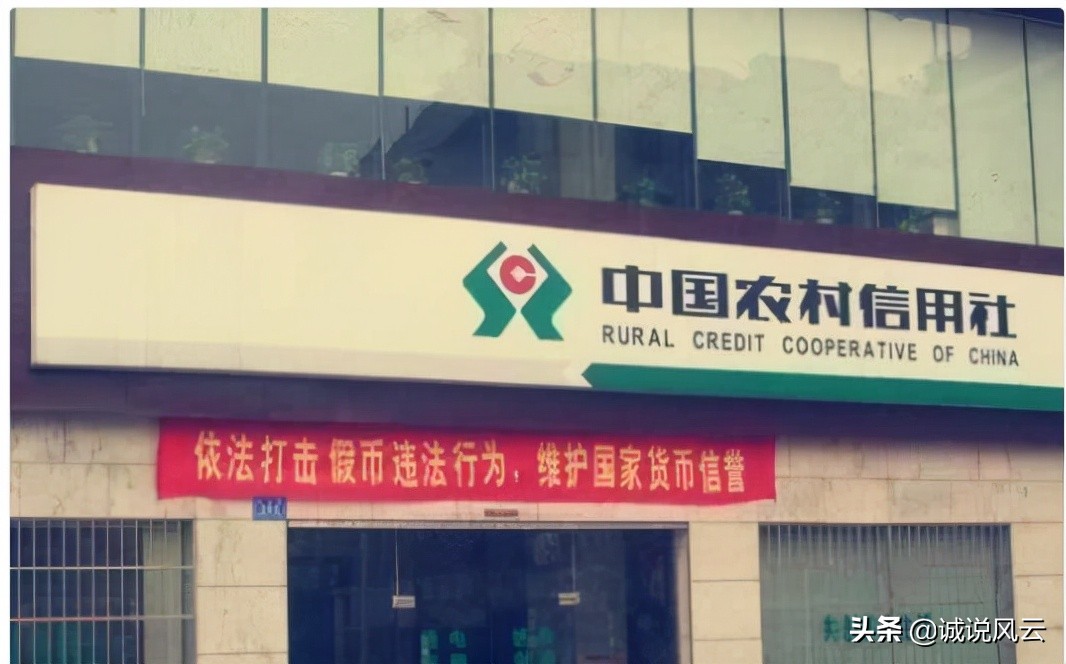 中国农村信用社
RURAL CREDIT COOPERATIVE OF CHINA
依法打击假币违法行为，维护国家货币信誉
头条 @诚说风云